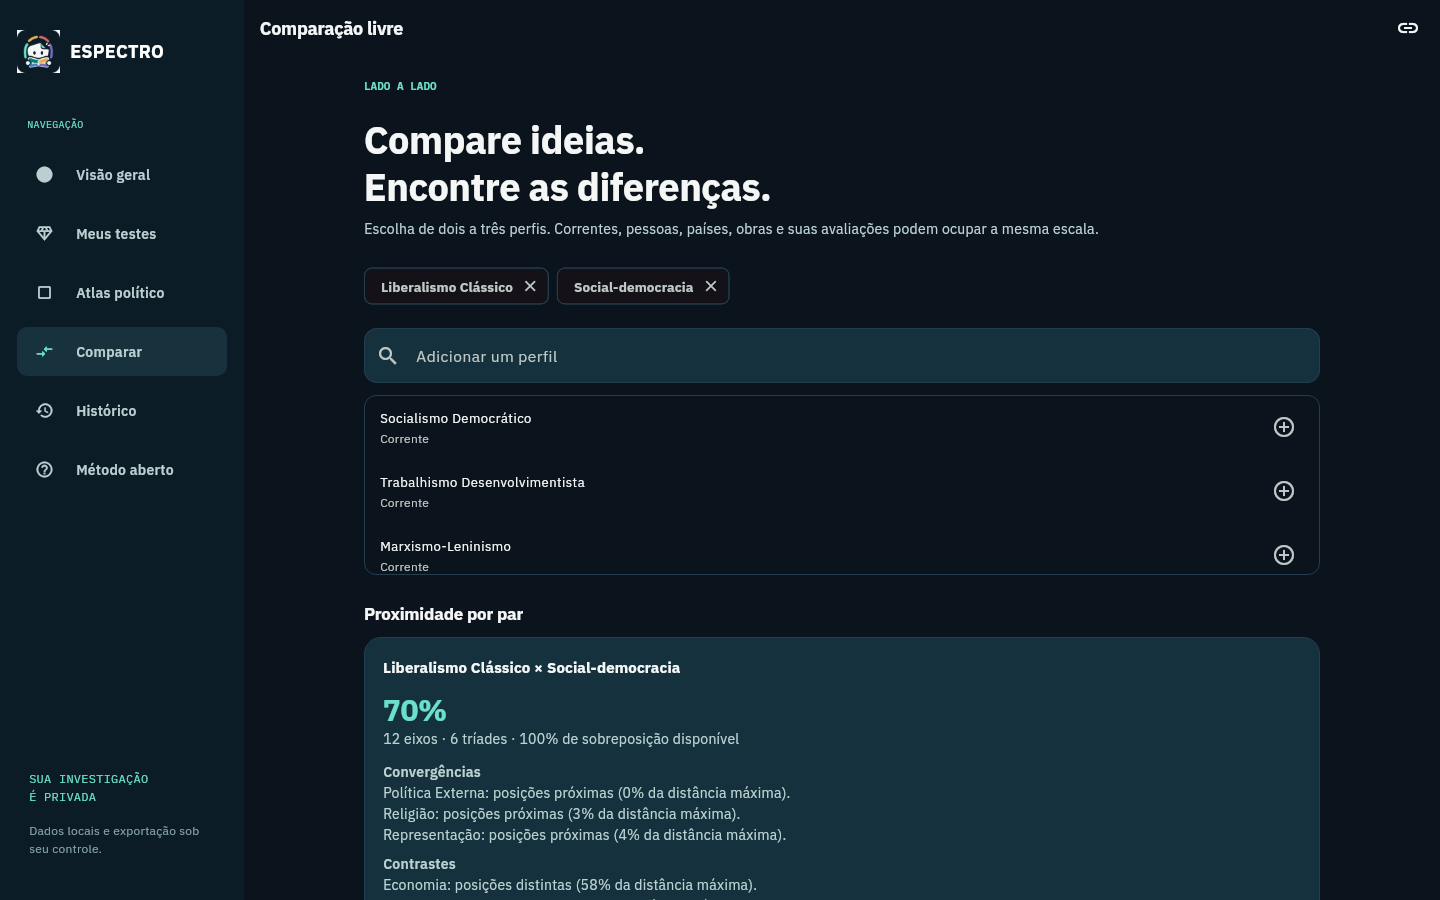 ESPECTRO
NAVEGAÇÃO
Visão geral
Meus testes
Atlas político
Comparar
Histórico
Método aberto
SUA INVESTIGAÇÃO
É PRIVADA
Dados locais e exportação sob
seu controle.
Comparação livre
LADO A LADO
Compare ideias.
Encontre as diferenças.
Escolha de dois a três perfis. Correntes, pessoas, países, obras e suas avaliações podem ocupar a mesma escala.
Liberalismo Clássico
Social-democracia
Adicionar um perfil
Socialismo Democrático
Corrente
Trabalhismo Desenvolvimentista
Corrente
Marxismo-Leninismo
Corrente
Proximidade por par
Liberalismo Clássico × Social-democracia
70%
12 eixos · 6 tríades · 100% de sobreposição disponível
Convergências
Política Externa: posições próximas (0% da distância máxima).
Religião: posições próximas (3% da distância máxima).
Representação: posições próximas (4% da distância máxima).
Contrastes
Economia: posições distintas (58% da distância máxima).